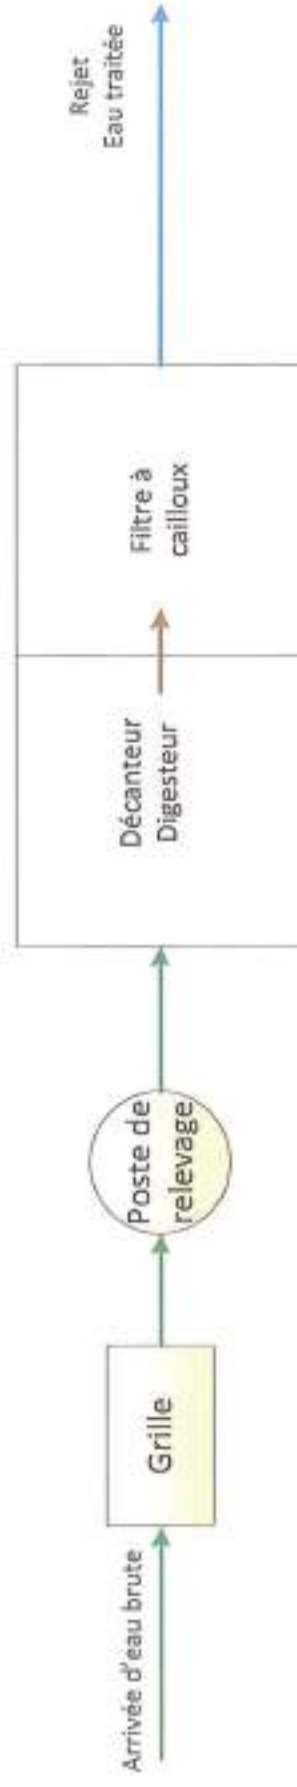 Arrivée d'eau brute
Grille
Poste de
relevage
Décanteur
Digesteur
Filtre à
cailloux
Rejet
Eau traitée